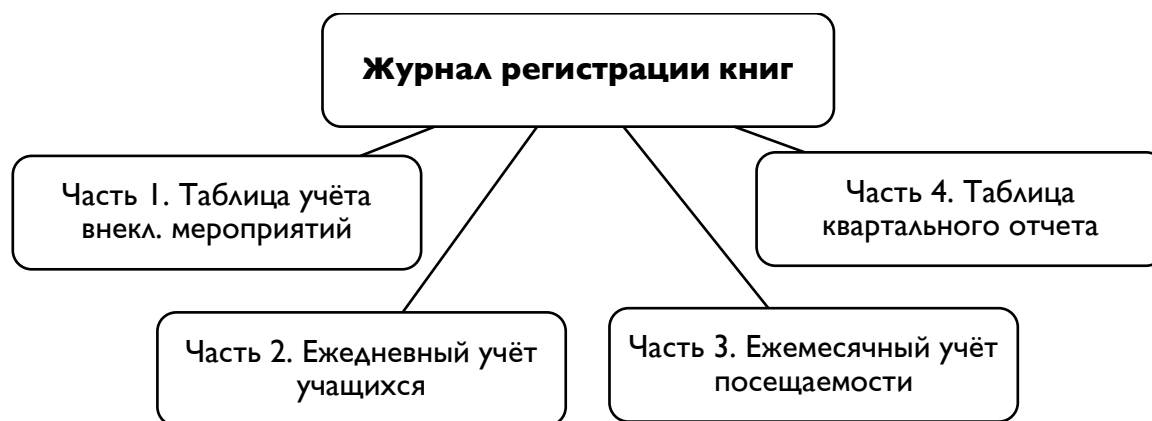 Журнал регистрации книг
Часть 1. Таблица учёта
внекл. мероприятий
Часть 4. Таблица
квартального отчета
Часть 2. Ежедневный учёт
учащихся
Часть 3. Ежемесячный учёт
посещаемости